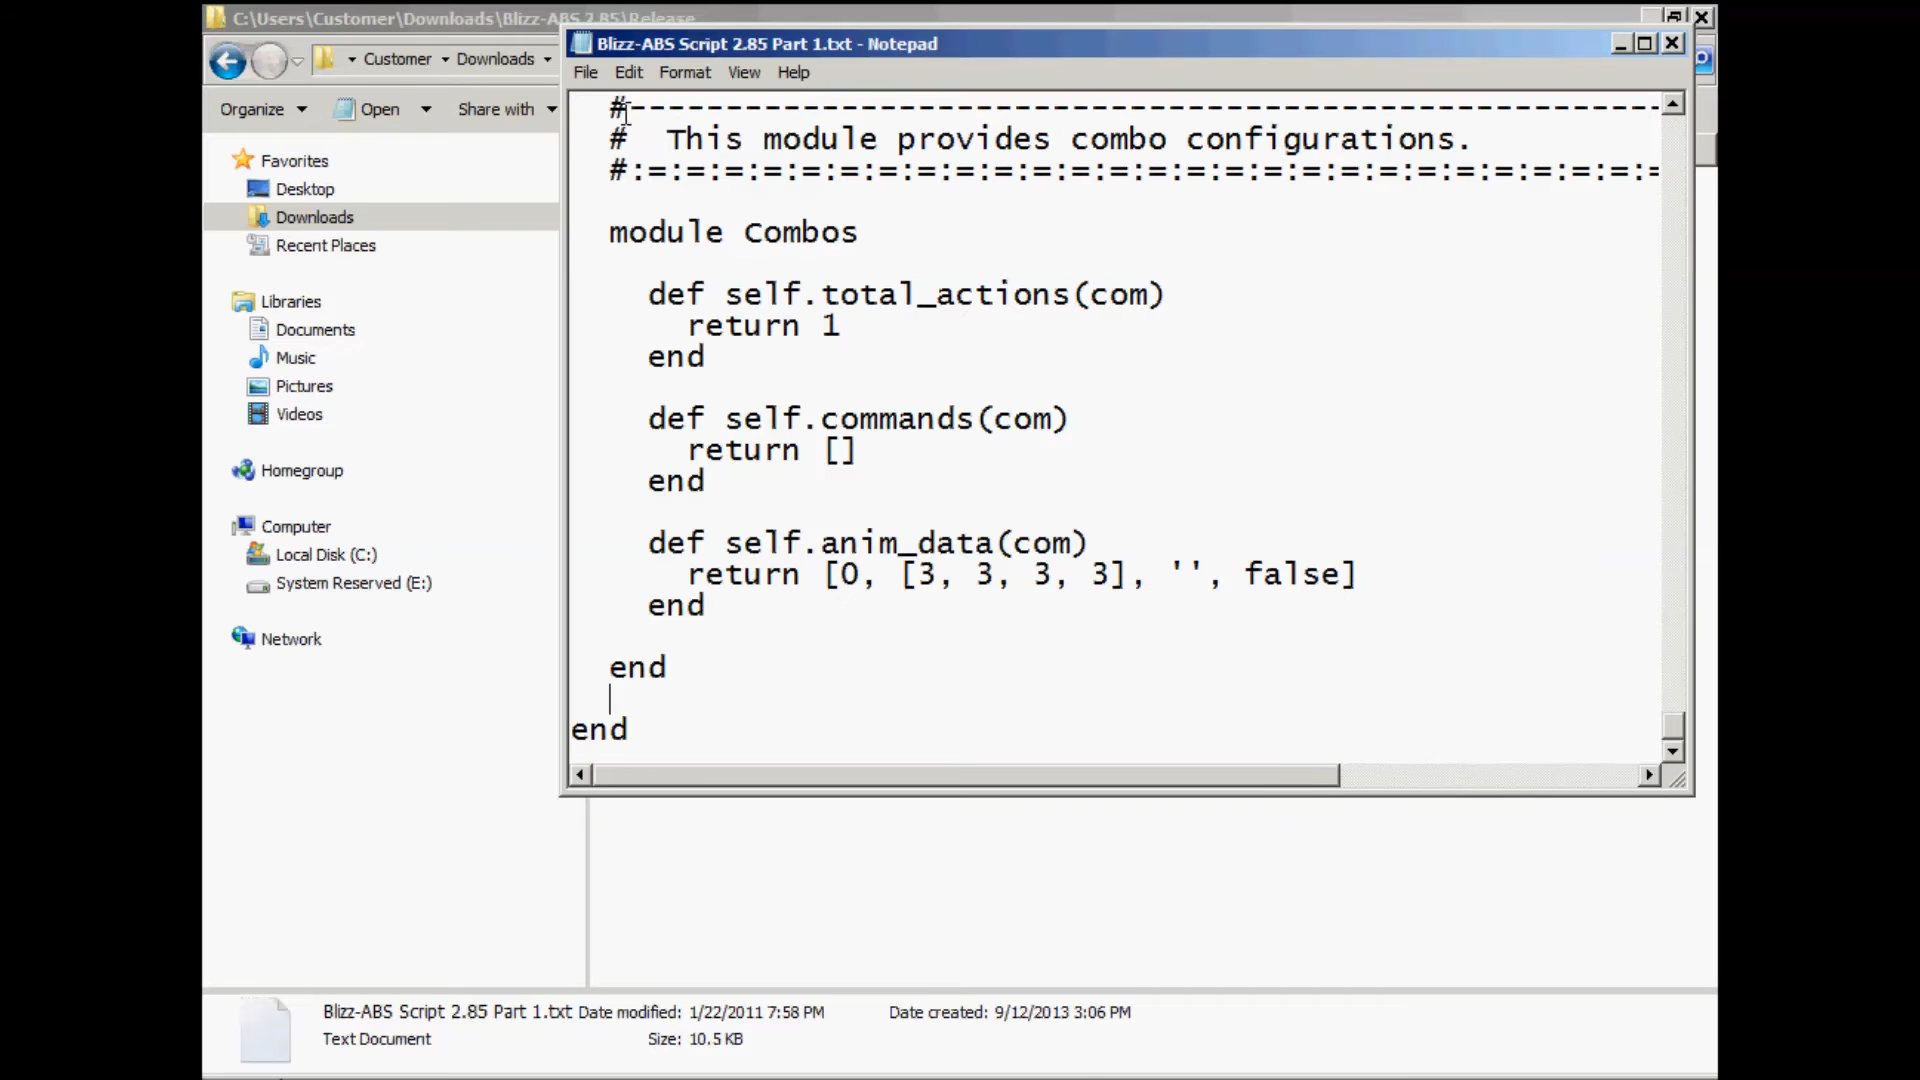 C:\Users\Customer\Downloads\Blizz-ABS 2.85\Release
Customer
Downloads
Organize
Open
Share with
Favorites
Desktop
Downloads
Recent Places
Libraries
Documents
Music
Pictures
Videos
Homegroup
Computer
Local Disk (C:)
System Reserved (E:)
Network
Blizz-ABS Script 2.85 Part 1.txt - Notepad
File Edit Format View Help
#------------------------------------------------------
#  This module provides combo configurations.
#:=:=:=:=:=:=:=:=:=:=:=:=:=:=:=:=:=:=:=:=:=:=:=:=:=:=:=
module Combos
def self.total_actions(com)
return 1
end
def self.commands(com)
return []
end
def self.anim_data(com)
return [0, [3, 3, 3, 3], '', false]
end
end
end
Blizz-ABS Script 2.85 Part 1.txt Date modified: 1/22/2011 7:58 PM Date created: 9/12/2013 3:06 PM
Text Document Size: 10.5 KB